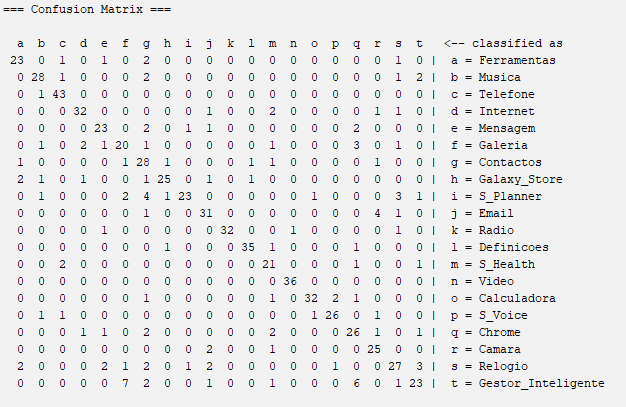 === Confusion Matrix ===
a b c d e f g h i j k l m n o p q r s t <-- classified as
23 0 1 0 1 0 2 0 0 0 0 0 0 0 0 0 0 0 1 0 | a = Ferramentas
0 28 1 0 0 0 2 0 0 0 0 0 0 0 0 0 0 0 1 2 | b = Musica
0 1 43 0 0 0 0 0 0 0 0 0 0 0 0 0 0 0 0 0 | c = Telefone
0 0 0 32 0 0 0 0 0 1 0 0 2 0 0 0 0 1 1 0 | d = Internet
0 0 0 0 23 0 2 0 1 1 0 0 0 0 0 0 2 0 0 0 | e = Mensagem
0 1 0 2 1 20 1 0 0 0 0 0 1 0 0 0 3 0 1 0 | f = Galeria
1 0 0 0 0 1 28 1 0 0 0 1 1 0 0 0 0 1 0 0 | g = Contactos
2 1 0 1 0 0 1 25 0 1 0 1 0 0 0 0 0 0 0 0 | h = Galaxy_Store
0 1 0 0 0 2 4 1 23 0 0 0 0 0 1 0 0 0 3 1 | i = S_Planner
0 0 0 0 0 0 1 0 0 31 0 0 0 0 0 0 0 4 1 0 | j = Email
0 0 0 0 1 0 0 0 0 0 32 0 0 1 0 0 0 0 1 0 | k = Radio
0 0 0 0 0 0 0 1 0 0 0 35 1 0 0 0 1 0 0 0 | l = Definicoes
0 0 2 0 0 0 0 0 0 0 0 0 21 0 0 0 1 0 0 1 | m = S_Health
0 0 0 0 0 0 0 0 0 0 0 0 0 36 0 0 0 0 0 0 | n = Video
0 0 0 0 0 0 1 0 0 0 0 0 1 0 32 2 1 0 0 0 | o = Calculadora
0 1 1 0 0 0 0 0 0 0 0 0 0 0 1 26 0 1 0 0 | p = S_Voice
0 0 0 1 1 0 2 0 0 0 0 0 2 0 0 0 26 1 0 1 | q = Chrome
0 0 0 0 0 0 0 0 0 2 0 0 1 0 0 0 0 25 0 0 | r = Camara
2 0 0 0 2 1 2 0 1 2 0 0 0 0 0 1 0 0 27 3 | s = Relogio
0 0 0 0 0 7 2 0 0 1 0 0 1 0 0 0 6 0 1 23 | t = Gestor_Inteligente